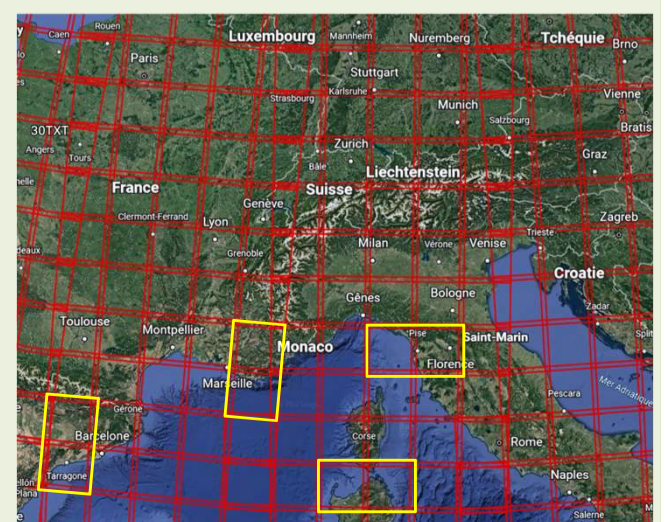 Rouen
Caen
Luxembourg
Mannheim
Nuremberg
Tchéquie
Brno
Paris
Stuttgart
Karlsruhe
Strasbourg
Munich
Vienne
30TXT
Salzbourg
Bratis
Angers
Tours
Zurich
Bâle
Liechtenstein
Graz
France
Suisse
Genève
Clermont-Ferrand
Lyon
Zagreb
Trieste
deaux
Grenoble
Milan
Vérone
Venise
Croatie
Gênes
Bologne
Zadar
Toulouse
Montpellier
Monaco
Pise
Saint-Marin
Split
Florence
Marseille
Mer Adriatique
Pescara
Gérone
Barcelone
Corse
Rome
Tarragone
Naples
Plana
Salerne